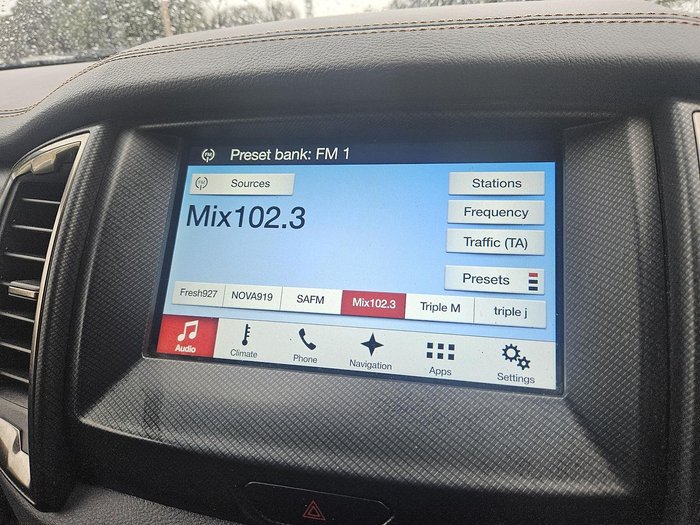 Preset bank: FM 1
Sources
Stations
Mix102.3
Frequency
Traffic (TA)
Presets
Fresh927
NOVA919
SAFM
Mix102.3
Triple M
triple j
Audio
Climate
Phone
Navigation
Apps
Settings